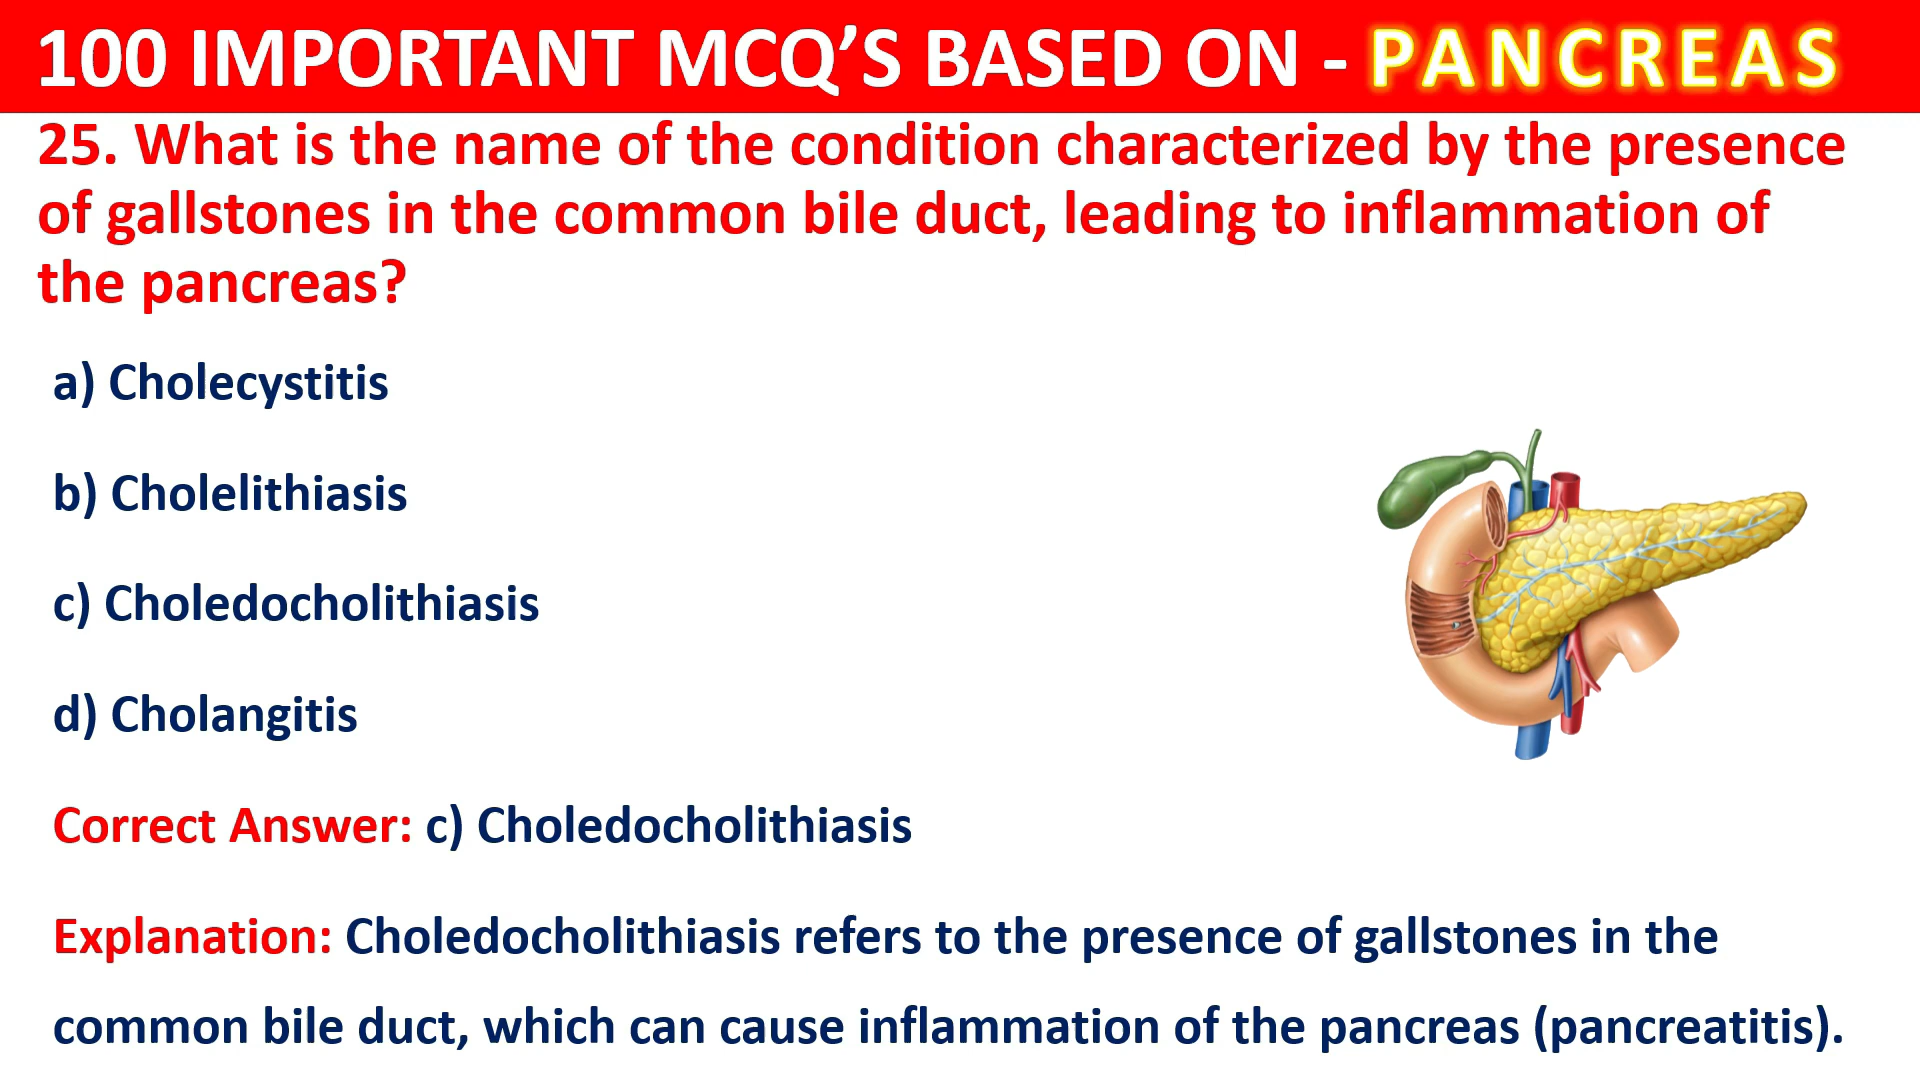 100 IMPORTANT MCQ’S BASED ON - PANCREAS
25. What is the name of the condition characterized by the presence
of gallstones in the common bile duct, leading to inflammation of
the pancreas?
a) Cholecystitis
b) Cholelithiasis
c) Choledocholithiasis
d) Cholangitis
Correct Answer: c) Choledocholithiasis
Explanation: Choledocholithiasis refers to the presence of gallstones in the
common bile duct, which can cause inflammation of the pancreas (pancreatitis).